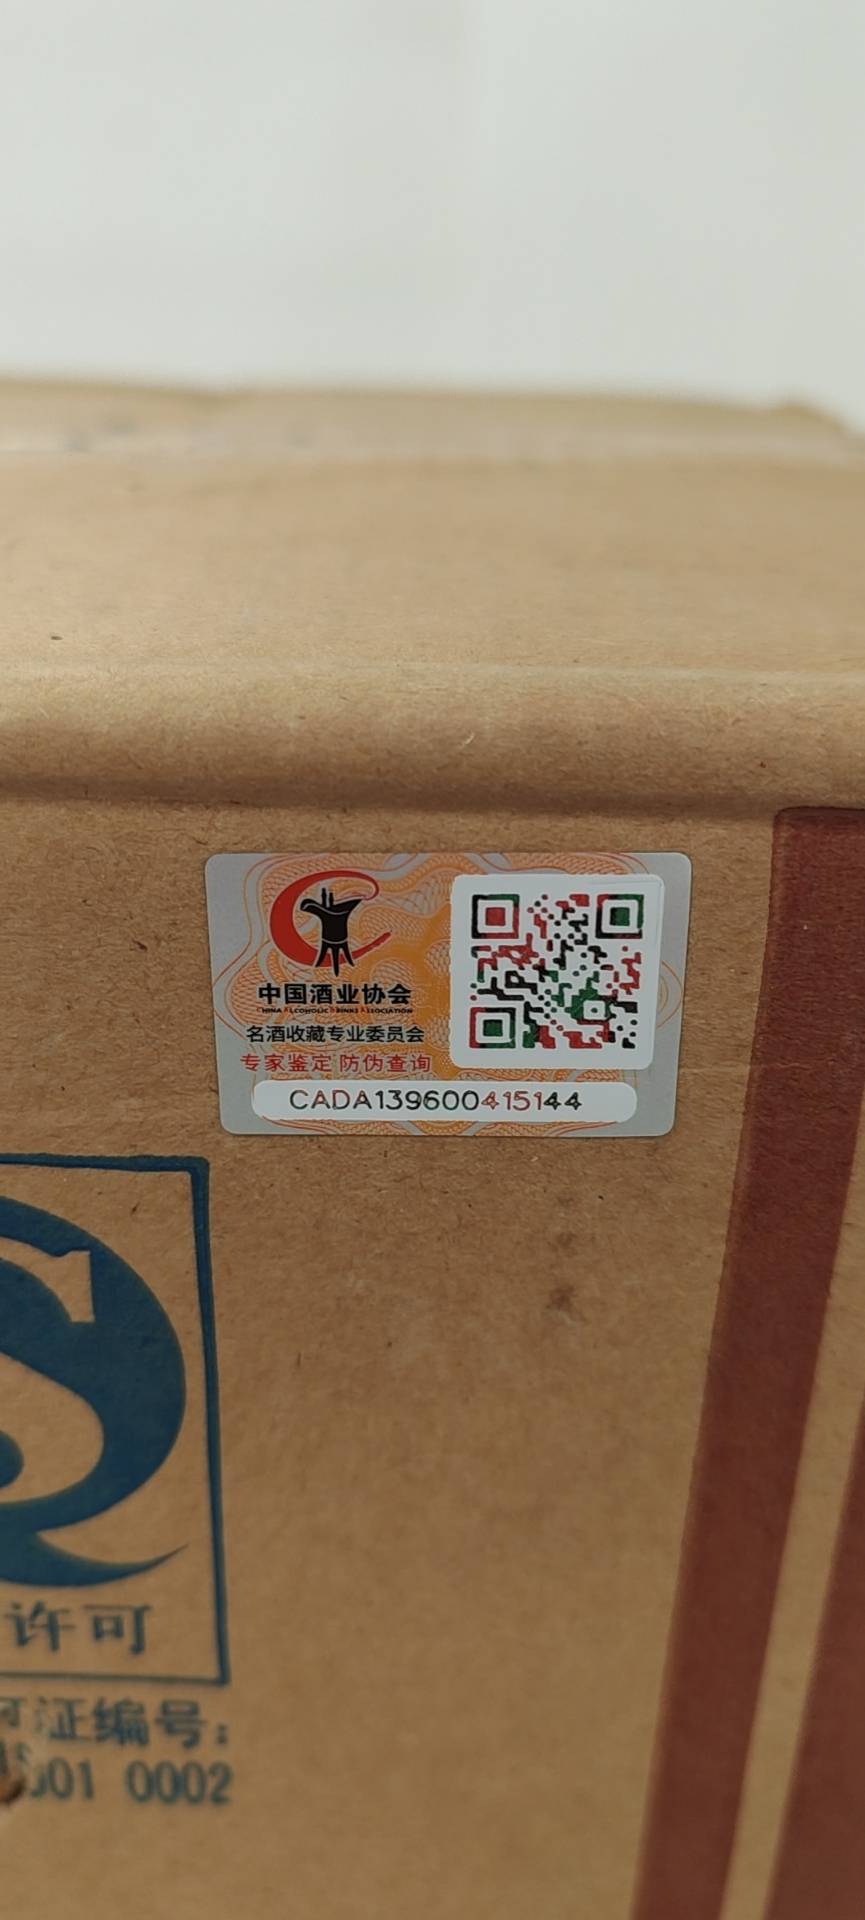 中国酒业协会
CHINA ALCOHOLIC DRINKS ASSOCIATION
名酒收藏专业委员会
专家鉴定 防伪查询
CADA139600415144
许可
证编号:
001 0002